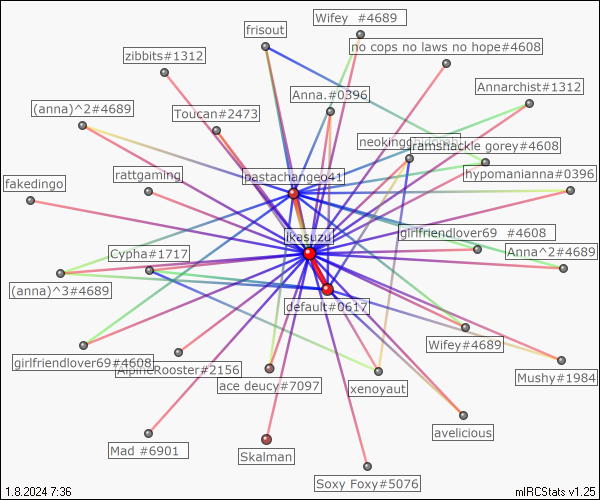 Wifey #4689
frisout
no cops no laws no hope#4608
zibbits#1312
Annarchist#1312
Anna.#0396
(anna)^2#4689
Toucan#2473
ramshackle gorey#4608
pastachangeo41
hypomanianna#0396
rattgaming
fakedingo
girlfriendlover69 #4608
ikasuzu
Anna^2#4689
Cypha#1717
(anna)^3#4689
default#0617
Wifey#4689
girlfriendlover69#4608
AlpineRooster#2156
Mushy#1984
ace deucy#7097
xenoyaut
avelicious
Mad #6901
Skalman
Soxy Foxy#5076
1.8.2024 7:36
mIRCStats v1.25